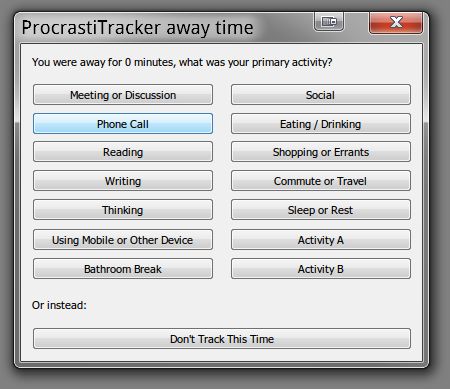 ProcrastiTracker away time
You were away for 0 minutes, what was your primary activity?
Meeting or Discussion
Social
Phone Call
Eating / Drinking
Reading
Shopping or Errants
Writing
Commute or Travel
Thinking
Sleep or Rest
Using Mobile or Other Device
Activity A
Bathroom Break
Activity B
Or instead:
Don't Track This Time